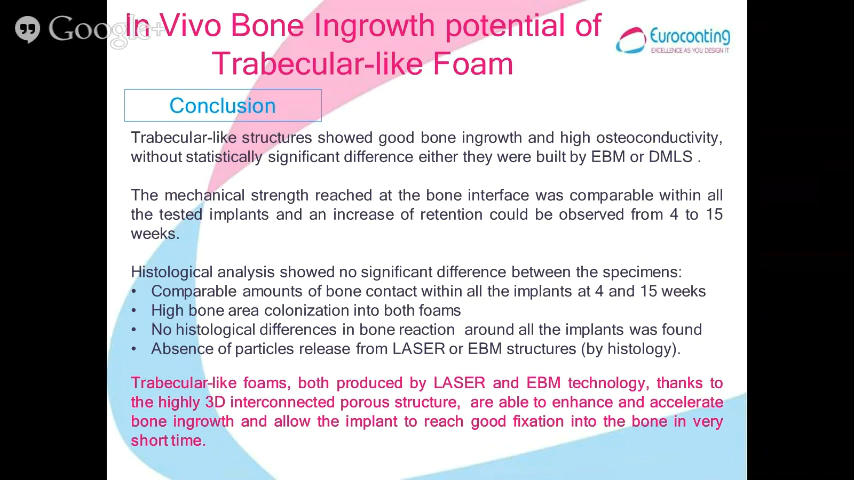 Google+
In Vivo Bone Ingrowth potential of
Trabecular-like Foam
Eurocoating
EXCELLENCE AS YOU DESIGN IT
Conclusion
Trabecular-like structures showed good bone ingrowth and high osteoconductivity,
without statistically significant difference either they were built by EBM or DMLS .
The mechanical strength reached at the bone interface was comparable within all
the tested implants and an increase of retention could be observed from 4 to 15
weeks.
Histological analysis showed no significant difference between the specimens:
• Comparable amounts of bone contact within all the implants at 4 and 15 weeks
• High bone area colonization into both foams
• No histological differences in bone reaction around all the implants was found
• Absence of particles release from LASER or EBM structures (by histology).
Trabecular-like foams, both produced by LASER and EBM technology, thanks to
the highly 3D interconnected porous structure, are able to enhance and accelerate
bone ingrowth and allow the implant to reach good fixation into the bone in very
short time.